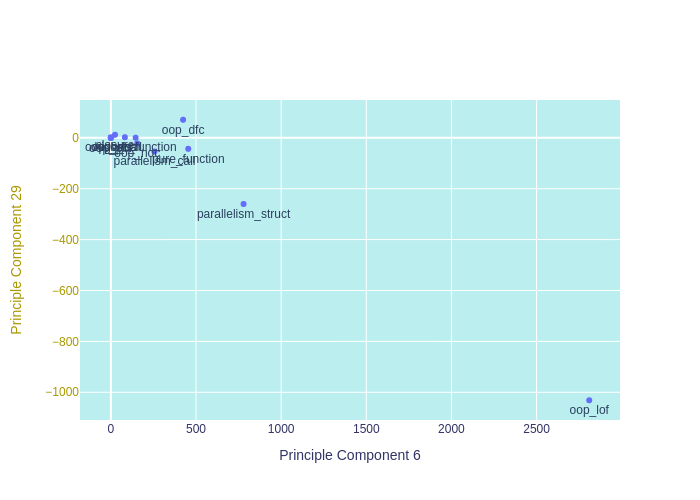 oop_dfc
pure_function
parallelism_call
parallelism_struct
oop_lof
0
−200
−400
−600
−800
−1000
0
500
1000
1500
2000
2500
Principle Component 29
Principle Component 6